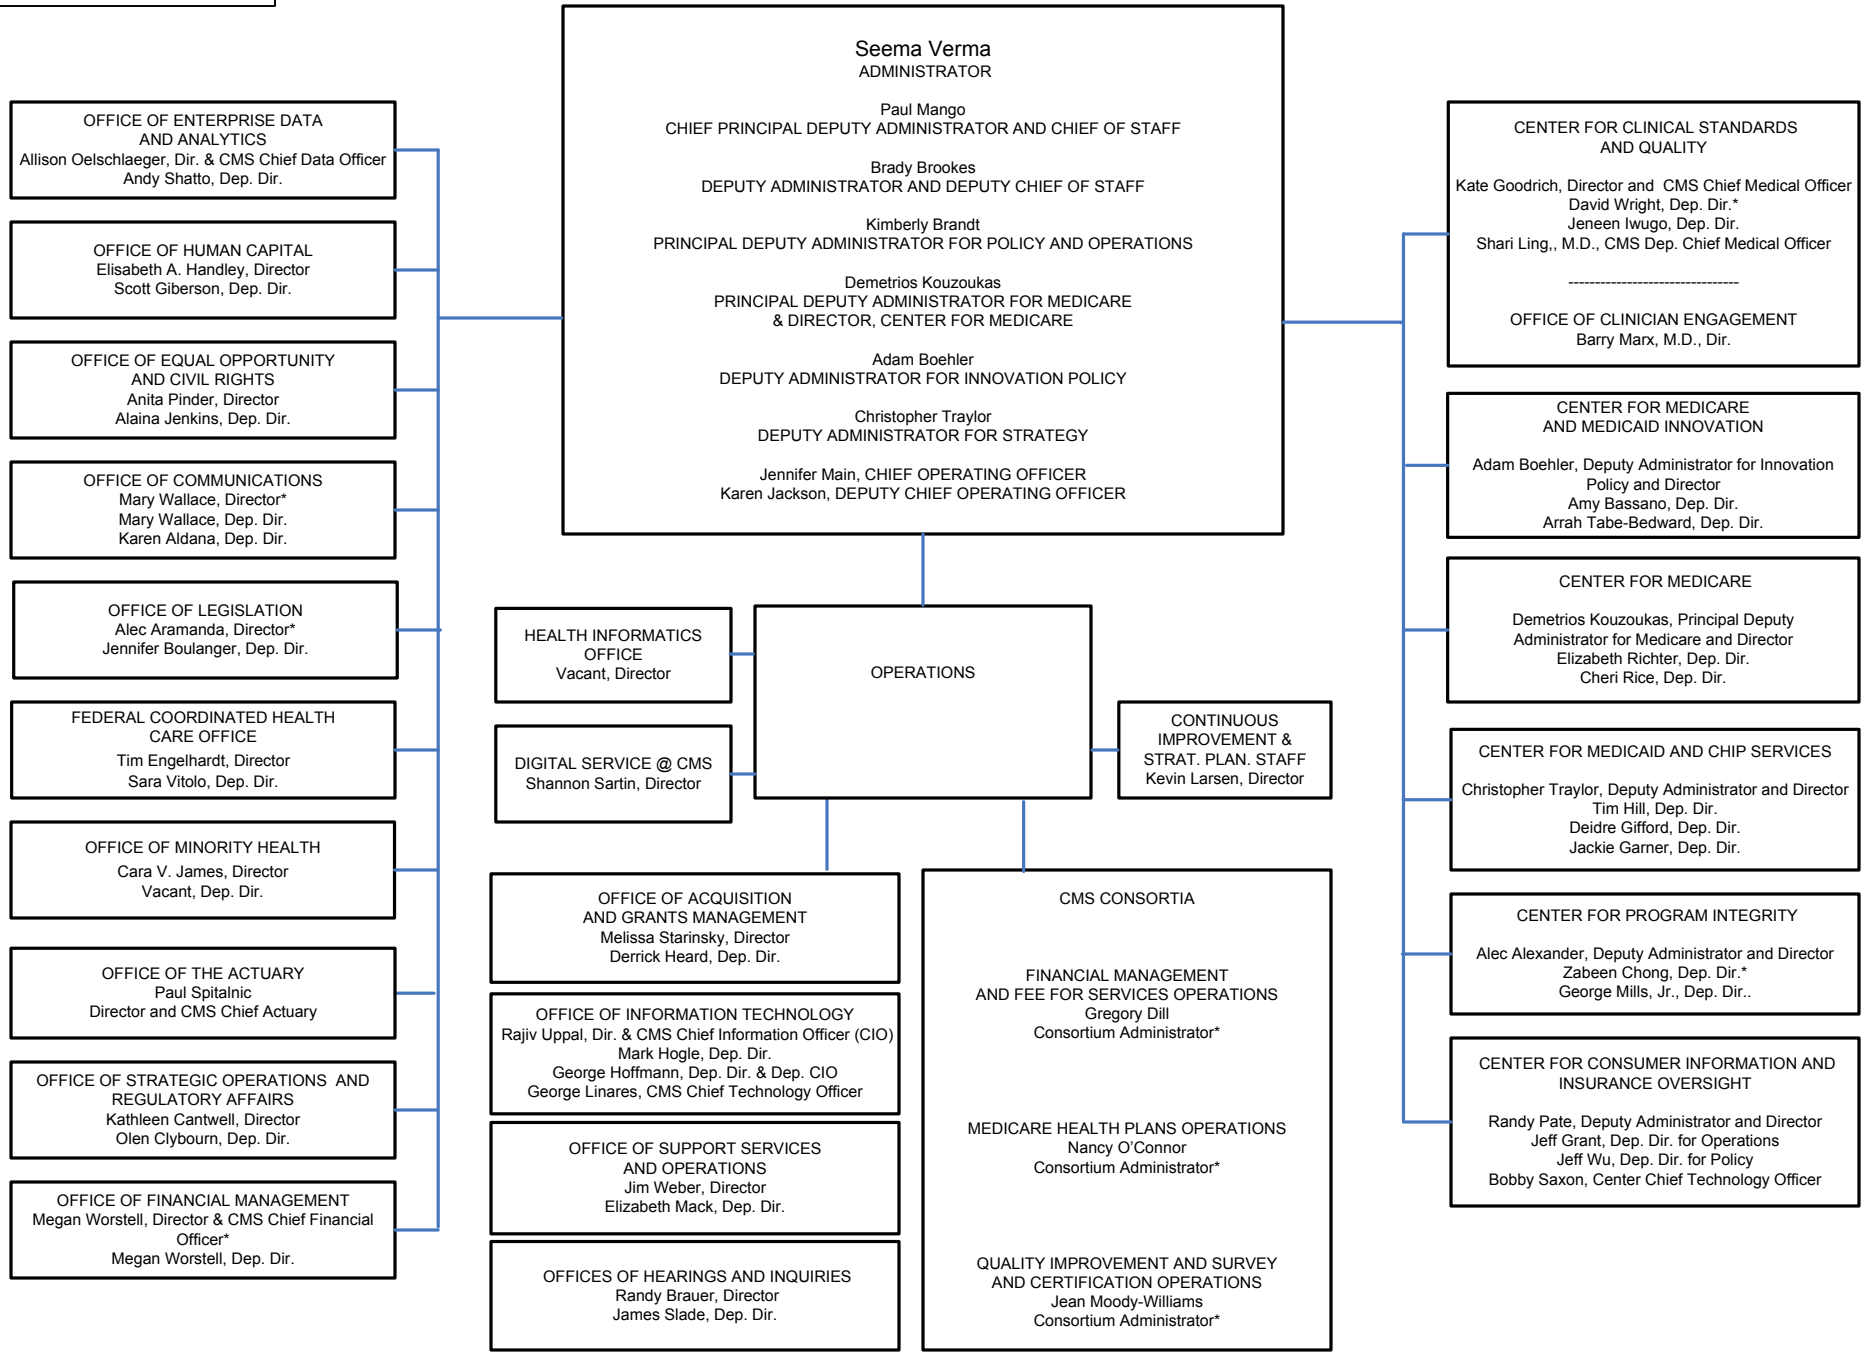 Seema Verma
ADMINISTRATOR
Paul Mango
CHIEF PRINCIPAL DEPUTY ADMINISTRATOR AND CHIEF OF STAFF
Brady Brookes
DEPUTY ADMINISTRATOR AND DEPUTY CHIEF OF STAFF
Kimberly Brandt
PRINCIPAL DEPUTY ADMINISTRATOR FOR POLICY AND OPERATIONS
Demetrios Kouzoukas
PRINCIPAL DEPUTY ADMINISTRATOR FOR MEDICARE
& DIRECTOR, CENTER FOR MEDICARE
Adam Boehler
DEPUTY ADMINISTRATOR FOR INNOVATION POLICY
Christopher Traylor
DEPUTY ADMINISTRATOR FOR STRATEGY
Jennifer Main, CHIEF OPERATING OFFICER
Karen Jackson, DEPUTY CHIEF OPERATING OFFICER
OFFICE OF ENTERPRISE DATA
AND ANALYTICS
Allison Oelschlaeger, Dir. & CMS Chief Data Officer
Andy Shatto, Dep. Dir.
OFFICE OF HUMAN CAPITAL
Elisabeth A. Handley, Director
Scott Giberson, Dep. Dir.
OFFICE OF EQUAL OPPORTUNITY
AND CIVIL RIGHTS
Anita Pinder, Director
Alaina Jenkins, Dep. Dir.
OFFICE OF COMMUNICATIONS
Mary Wallace, Director*
Mary Wallace, Dep. Dir.
Karen Aldana, Dep. Dir.
OFFICE OF LEGISLATION
Alec Aramanda, Director*
Jennifer Boulanger, Dep. Dir.
FEDERAL COORDINATED HEALTH
CARE OFFICE
Tim Engelhardt, Director
Sara Vitolo, Dep. Dir.
OFFICE OF MINORITY HEALTH
Cara V. James, Director
Vacant, Dep. Dir.
OFFICE OF THE ACTUARY
Paul Spitalnic
Director and CMS Chief Actuary
OFFICE OF STRATEGIC OPERATIONS  AND
REGULATORY AFFAIRS
Kathleen Cantwell, Director
Olen Clybourn, Dep. Dir.
OFFICE OF FINANCIAL MANAGEMENT
Megan Worstell, Director & CMS Chief Financial
Officer*
Megan Worstell, Dep. Dir.
HEALTH INFORMATICS
OFFICE
Vacant, Director
DIGITAL SERVICE @ CMS
Shannon Sartin, Director
OPERATIONS
CONTINUOUS
IMPROVEMENT &
STRAT. PLAN. STAFF
Kevin Larsen, Director
OFFICE OF ACQUISITION
AND GRANTS MANAGEMENT
Melissa Starinsky, Director
Derrick Heard, Dep. Dir.
OFFICE OF INFORMATION TECHNOLOGY
Rajiv Uppal, Dir. & CMS Chief Information Officer (CIO)
Mark Hogle, Dep. Dir.
George Hoffmann, Dep. Dir. & Dep. CIO
George Linares, CMS Chief Technology Officer
OFFICE OF SUPPORT SERVICES
AND OPERATIONS
Jim Weber, Director
Elizabeth Mack, Dep. Dir.
OFFICES OF HEARINGS AND INQUIRIES
Randy Brauer, Director
James Slade, Dep. Dir.
CMS CONSORTIA
FINANCIAL MANAGEMENT
AND FEE FOR SERVICES OPERATIONS
Gregory Dill
Consortium Administrator*
MEDICARE HEALTH PLANS OPERATIONS
Nancy O’Connor
Consortium Administrator*
QUALITY IMPROVEMENT AND SURVEY
AND CERTIFICATION OPERATIONS
Jean Moody-Williams
Consortium Administrator*
CENTER FOR CLINICAL STANDARDS
AND QUALITY
Kate Goodrich, Director and  CMS Chief Medical Officer
David Wright, Dep. Dir.*
Jeneen Iwugo, Dep. Dir.
Shari Ling,, M.D., CMS Dep. Chief Medical Officer
--------------------------------
OFFICE OF CLINICIAN ENGAGEMENT
Barry Marx, M.D., Dir.
CENTER FOR MEDICARE
AND MEDICAID INNOVATION
Adam Boehler, Deputy Administrator for Innovation
Policy and Director
Amy Bassano, Dep. Dir.
Arrah Tabe-Bedward, Dep. Dir.
CENTER FOR MEDICARE
Demetrios Kouzoukas, Principal Deputy
Administrator for Medicare and Director
Elizabeth Richter, Dep. Dir.
Cheri Rice, Dep. Dir.
CENTER FOR MEDICAID AND CHIP SERVICES
Christopher Traylor, Deputy Administrator and Director
Tim Hill, Dep. Dir.
Deidre Gifford, Dep. Dir.
Jackie Garner, Dep. Dir.
CENTER FOR PROGRAM INTEGRITY
Alec Alexander, Deputy Administrator and Director
Zabeen Chong, Dep. Dir.*
George Mills, Jr., Dep. Dir..
CENTER FOR CONSUMER INFORMATION AND
INSURANCE OVERSIGHT
Randy Pate, Deputy Administrator and Director
Jeff Grant, Dep. Dir. for Operations
Jeff Wu, Dep. Dir. for Policy
Bobby Saxon, Center Chief Technology Officer